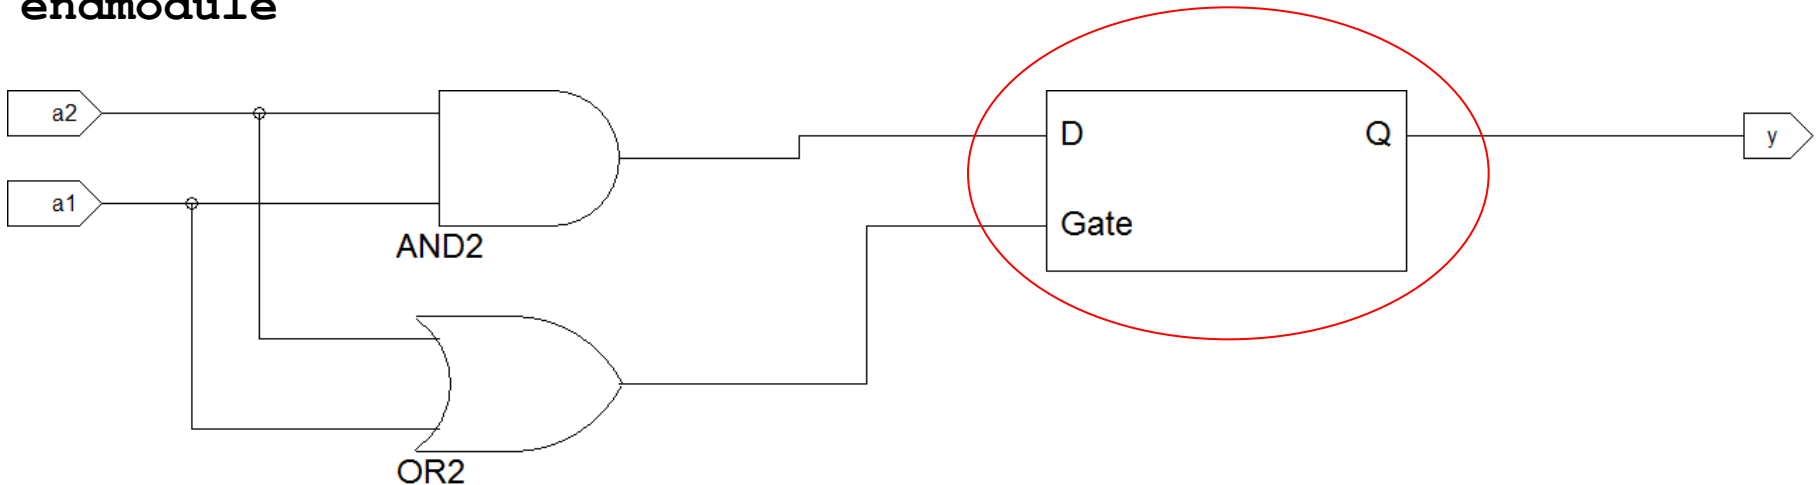 endmodule
a2
D
Q
y
a1
Gate
AND2
OR2